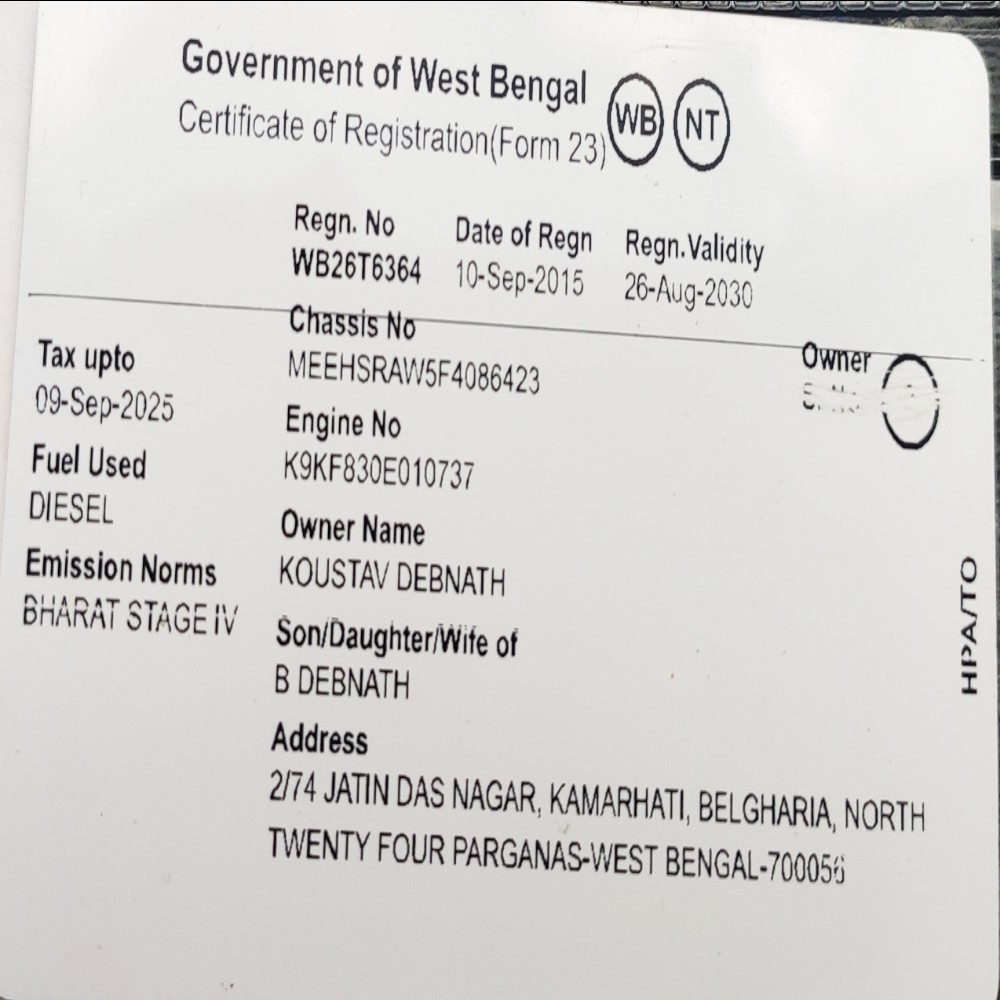 Government of West Bengal
Certificate of Registration(Form 23)
WB NT
Regn. No Date of Regn Regn.Validity
WB26T6364 10-Sep-2015 26-Aug-2030
Chassis No
MEEHSRAW5F4086423
Tax upto
09-Sep-2025
Fuel Used
DIESEL
Emission Norms
BHARAT STAGE IV
Engine No
K9KF830E010737
Owner Name
KOUSTAV DEBNATH
Son/Daughter/Wife of
B DEBNATH
Address
2/74 JATIN DAS NAGAR, KAMARHATI, BELGHARIA, NORTH
TWENTY FOUR PARGANAS-WEST BENGAL-700056
Owner
HPA/TO